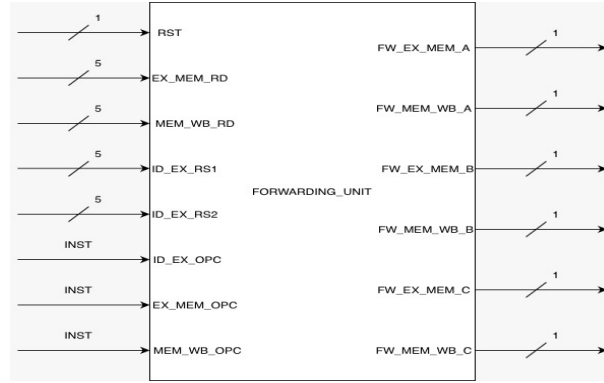 1
RST
FW_EX_MEM_A
1
5
EX_MEM_RD
FW_MEM_WB_A
1
5
MEM_WB_RD
FW_EX_MEM_B
1
5
ID_EX_RS1
FORWARDING_UNIT
5
ID_EX_RS2
FW_MEM_WB_B
1
INST
ID_EX_OPC
FW_EX_MEM_C
1
INST
EX_MEM_OPC
INST
MEM_WB_OPC
FW_MEM_WB_C
1